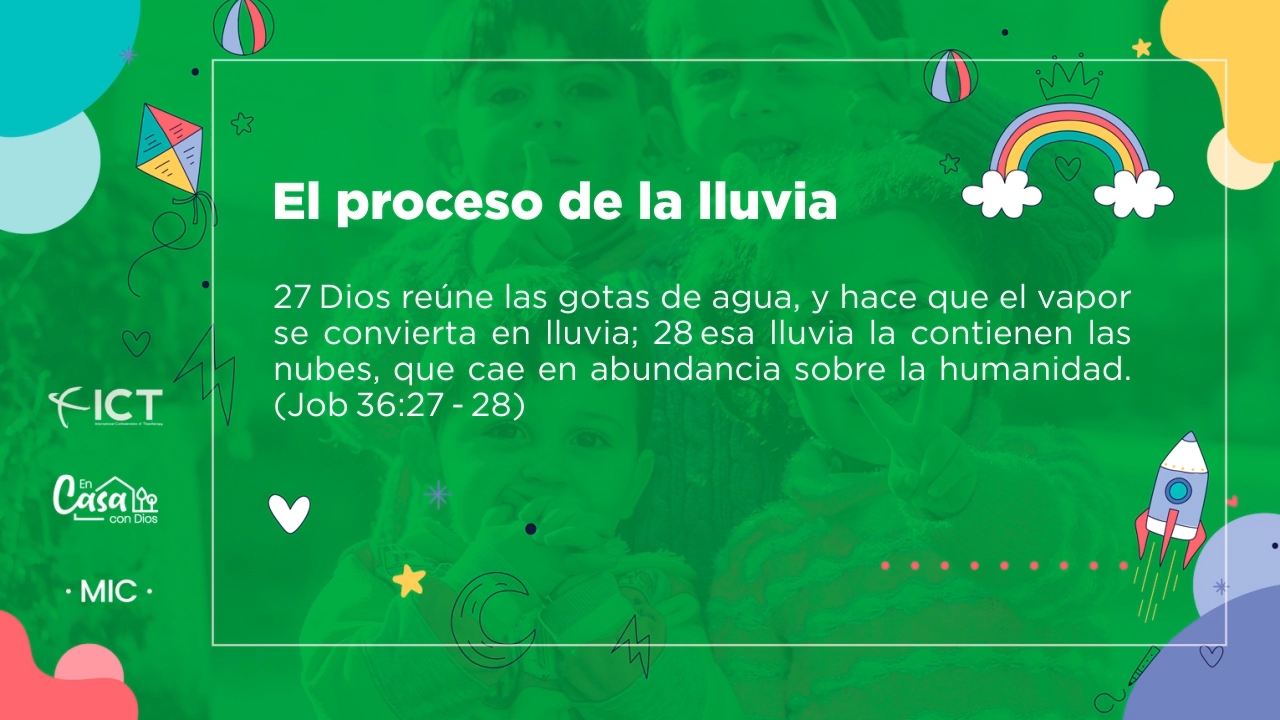 El proceso de la lluvia
27 Dios reúne las gotas de agua, y hace que el vapor
se convierta en lluvia; 28 esa lluvia la contienen las
nubes, que cae en abundancia sobre la humanidad.
(Job 36:27 - 28)
ICT
En
Casa
con Dios
· MIC ·